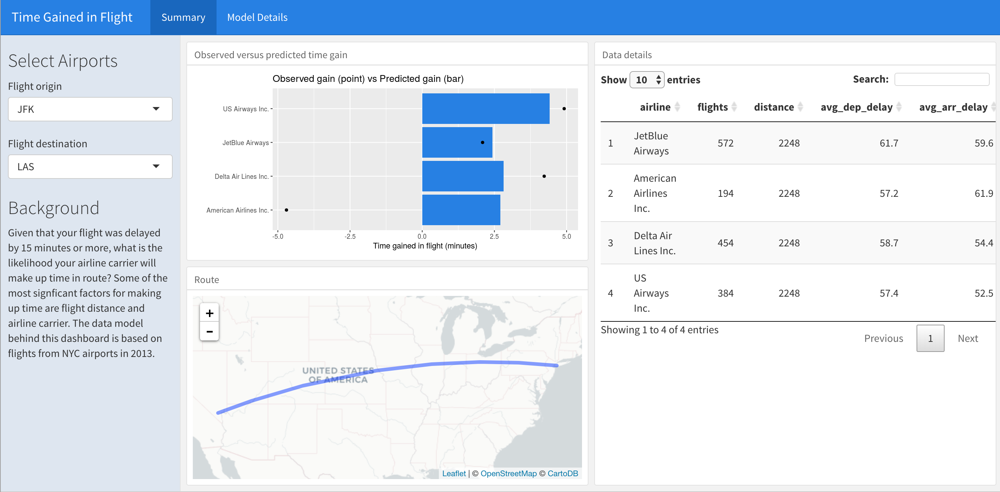 Time Gained in Flight
Summary
Model Details
Select Airports
Flight origin
JFK
Flight destination
LAS
Background
Given that your flight was delayed
by 15 minutes or more, what is the
likelihood your airline carrier will
make up time in route? Some of the
most signficant factors for making
up time are flight distance and
airline carrier. The data model
behind this dashboard is based on
flights from NYC airports in 2013.
Observed versus predicted time gain
Observed gain (point) vs Predicted gain (bar)
US Airways Inc.
JetBlue Airways
Delta Air Lines Inc.
American Airlines Inc.
-5.0 -2.5 0.0 2.5 5.0
Time gained in flight (minutes)
Route
+
−
UNITED STATES
OF AMERICA
Leaflet | © OpenStreetMap © CartoDB
Data details
Show 10 entries
Search:
airline flights distance avg_dep_delay avg_arr_delay
1 JetBlue
Airways 572 2248 61.7 59.6
2 American
Airlines
Inc. 194 2248 57.2 61.9
3 Delta Air
Lines Inc. 454 2248 58.7 54.4
4 US
Airways
Inc. 384 2248 57.4 52.5
Showing 1 to 4 of 4 entries
Previous 1 Next